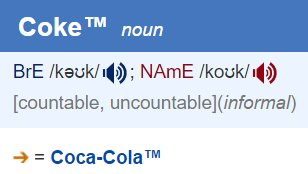 Coke™ noun
BrE /kəʊk/ ; NAmE /koʊk/
[countable, uncountable](informal)
➔ = Coca-Cola™